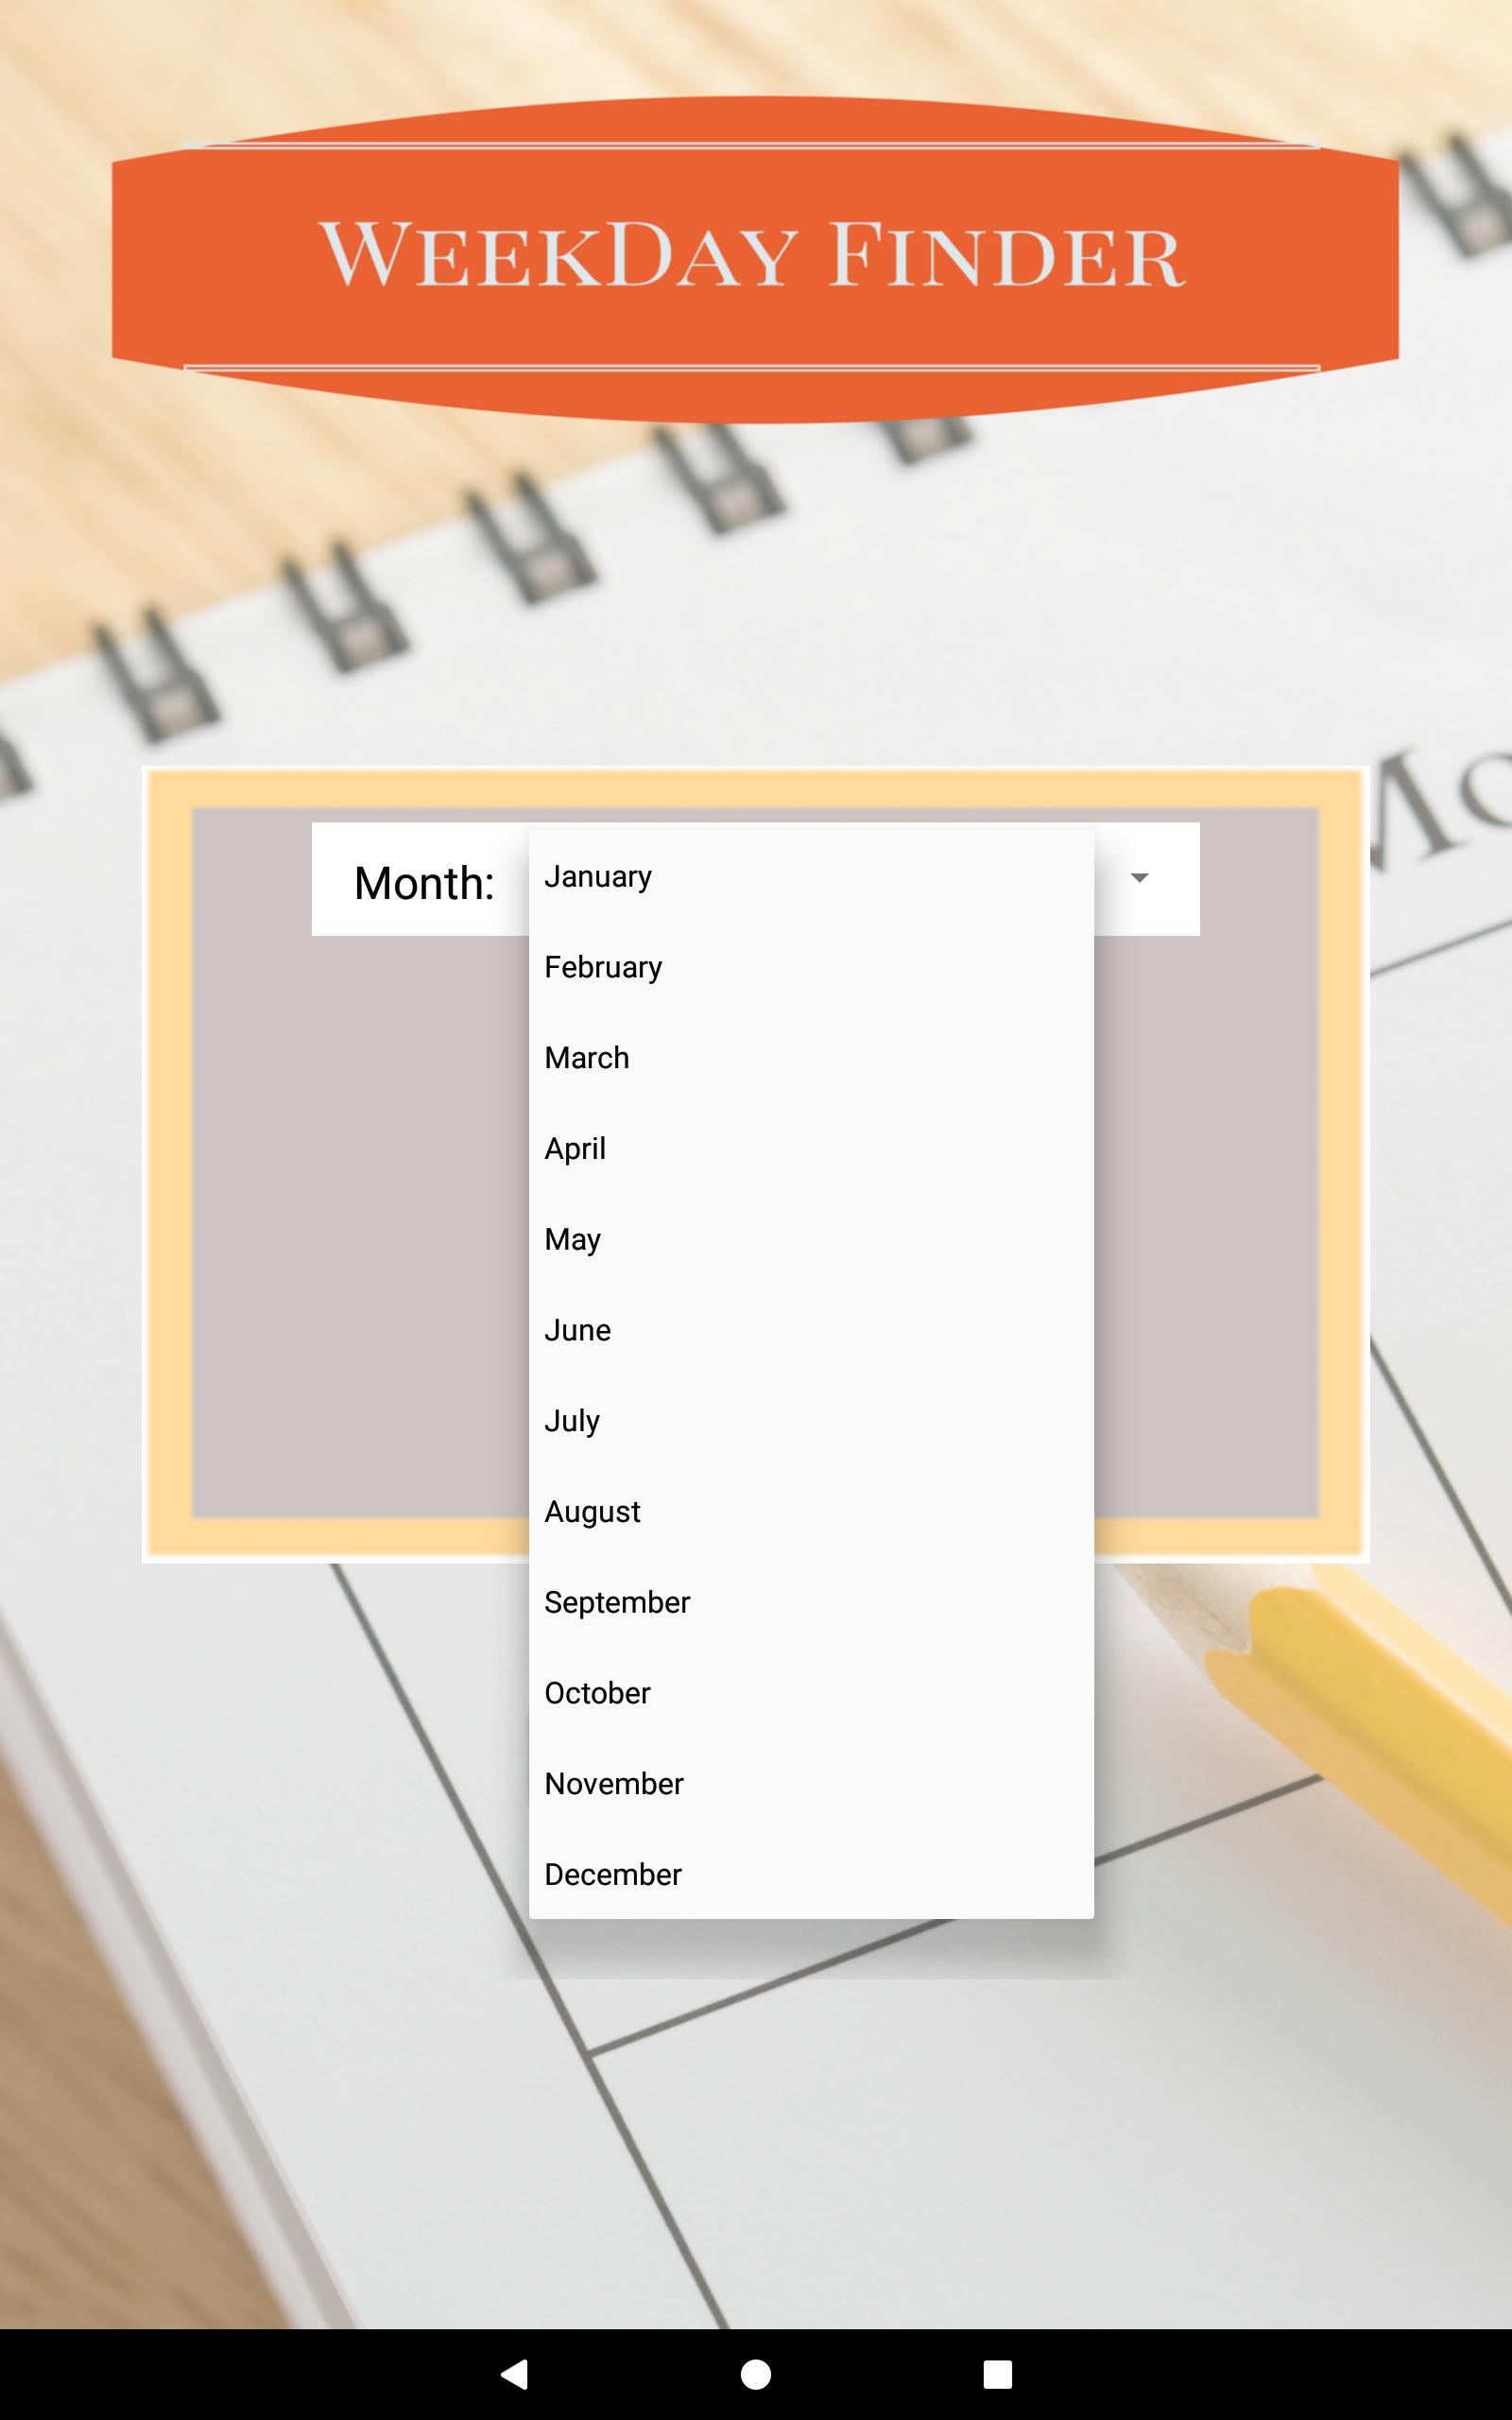 WeekDay Finder
Mo
Month:
January
February
March
April
May
June
July
August
September
October
November
December